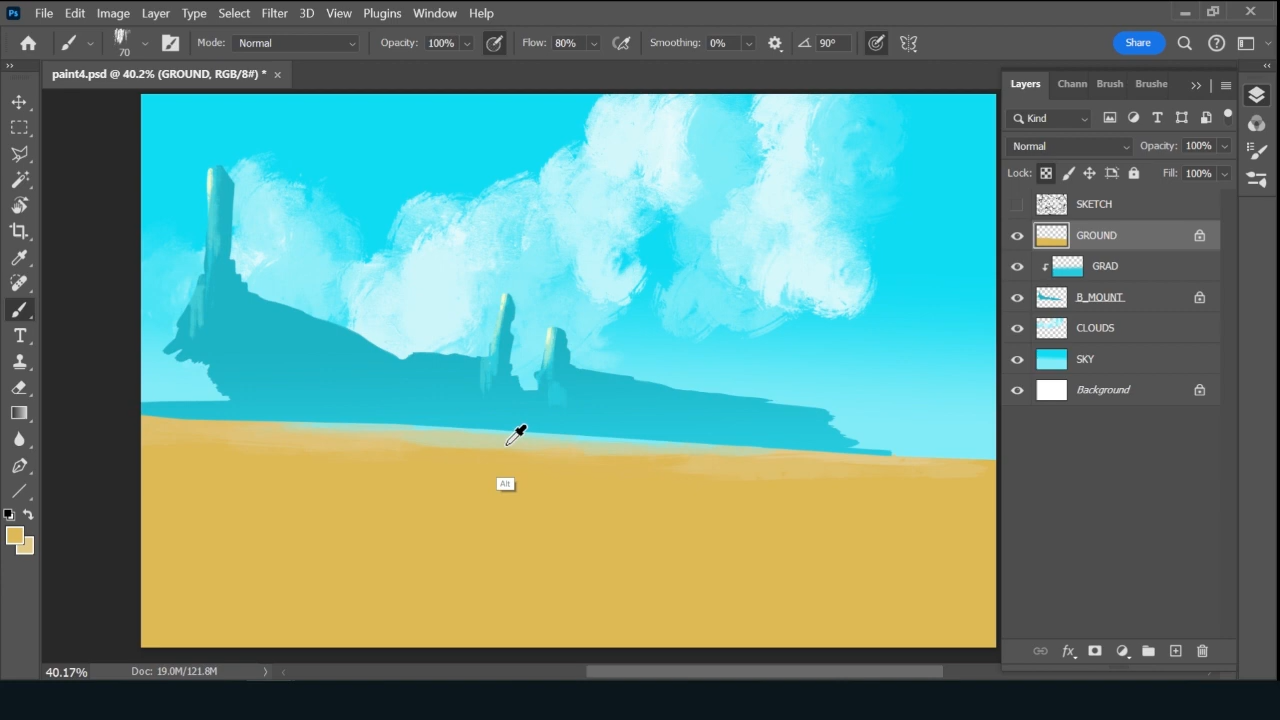 Ps File Edit Image Layer Type Select Filter 3D View Plugins Window Help
70 Mode: Normal Opacity: 100% Flow: 80% Smoothing: 0% 90° Share
paint4.psd @ 40.2% (GROUND, RGB/8#) * ×
Layers Chann Brush Brushe
Kind
Normal Opacity: 100%
Lock: Fill: 100%
SKETCH
GROUND
GRAD
B_MOUNT
CLOUDS
SKY
Background
Alt
fx
40.17% Doc: 19.0M/121.8M